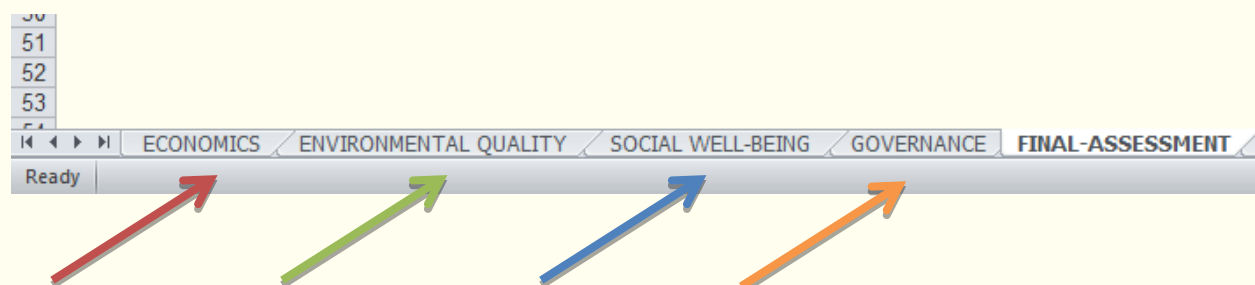 51
52
53
ECONOMICS ENVIRONMENTAL QUALITY SOCIAL WELL-BEING GOVERNANCE FINAL-ASSESSMENT
Ready